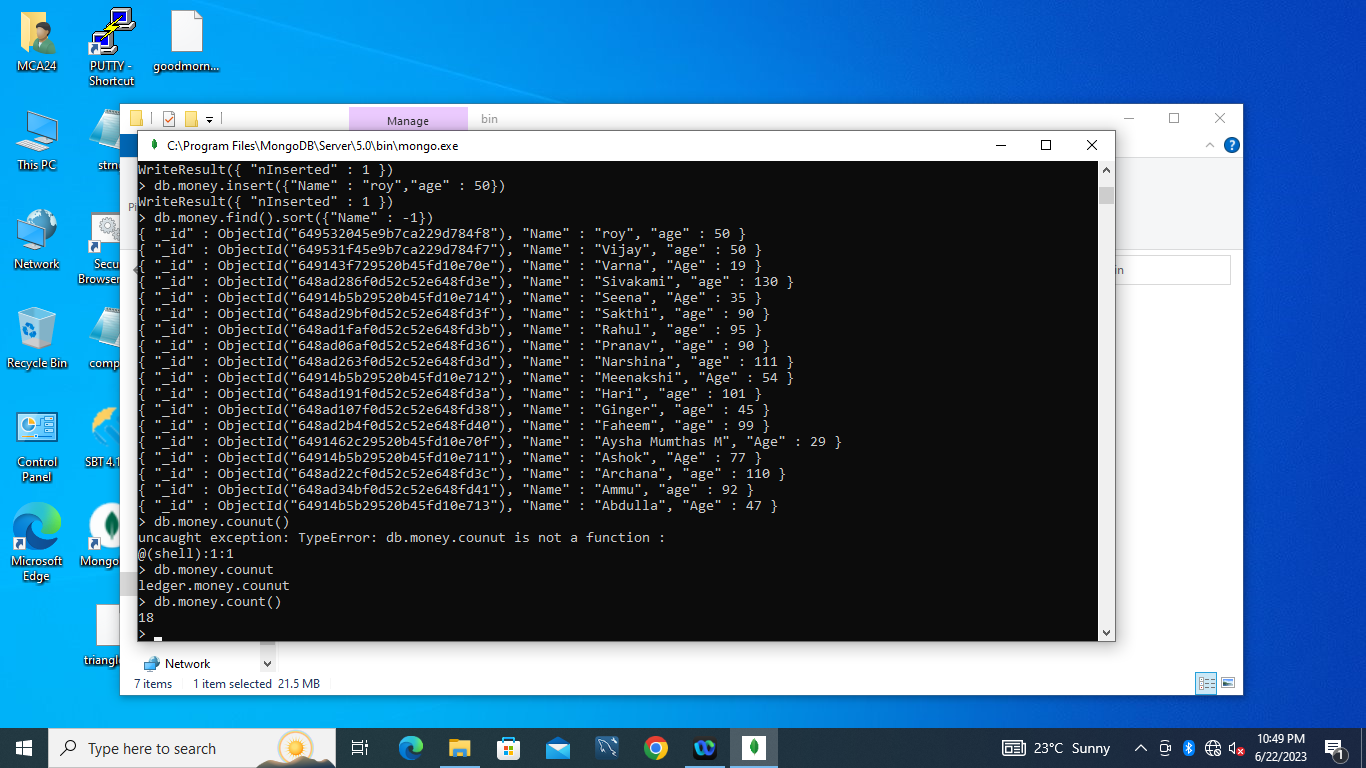 MCA24
PUTTY -
Shortcut
goodmorn...
This PC
strng
Network
Secu
Browser
Recycle Bin
comp
Control
Panel
SBT 4.1
Microsoft
Edge
Mongo
triangl
Manage
bin
C:\Program Files\MongoDB\Server\5.0\bin\mongo.exe
WriteResult({ "nInserted" : 1 })
> db.money.insert({"Name" : "roy","age" : 50})
WriteResult({ "nInserted" : 1 })
> db.money.find().sort({"Name" : -1})
{ "_id" : ObjectId("649532045e9b7ca229d784f8"), "Name" : "roy", "age" : 50 }
{ "_id" : ObjectId("649531f45e9b7ca229d784f7"), "Name" : "Vijay", "age" : 50 }
{ "_id" : ObjectId("649143f729520b45fd10e70e"), "Name" : "Varna", "Age" : 19 }
{ "_id" : ObjectId("648ad286f0d52c52e648fd3e"), "Name" : "Sivakami", "age" : 130 }
{ "_id" : ObjectId("64914b5b29520b45fd10e714"), "Name" : "Seena", "Age" : 35 }
{ "_id" : ObjectId("648ad29bf0d52c52e648fd3f"), "Name" : "Sakthi", "age" : 90 }
{ "_id" : ObjectId("648ad1faf0d52c52e648fd3b"), "Name" : "Rahul", "age" : 95 }
{ "_id" : ObjectId("648ad06af0d52c52e648fd36"), "Name" : "Pranav", "age" : 90 }
{ "_id" : ObjectId("648ad263f0d52c52e648fd3d"), "Name" : "Narshina", "age" : 111 }
{ "_id" : ObjectId("64914b5b29520b45fd10e712"), "Name" : "Meenakshi", "Age" : 54 }
{ "_id" : ObjectId("648ad191f0d52c52e648fd3a"), "Name" : "Hari", "age" : 101 }
{ "_id" : ObjectId("648ad107f0d52c52e648fd38"), "Name" : "Ginger", "age" : 45 }
{ "_id" : ObjectId("648ad2b4f0d52c52e648fd40"), "Name" : "Faheem", "age" : 99 }
{ "_id" : ObjectId("6491462c29520b45fd10e70f"), "Name" : "Aysha Mumthas M", "Age" : 29 }
{ "_id" : ObjectId("64914b5b29520b45fd10e711"), "Name" : "Ashok", "Age" : 77 }
{ "_id" : ObjectId("648ad22cf0d52c52e648fd3c"), "Name" : "Archana", "age" : 110 }
{ "_id" : ObjectId("648ad34bf0d52c52e648fd41"), "Name" : "Ammu", "age" : 92 }
{ "_id" : ObjectId("64914b5b29520b45fd10e713"), "Name" : "Abdulla", "Age" : 47 }
> db.money.counut()
uncaught exception: TypeError: db.money.counut is not a function :
@(shell):1:1
> db.money.counut
ledger.money.counut
> db.money.count()
18
>
Pi
in
Network
7 items 1 item selected 21.5 MB
Type here to search
23°C Sunny
10:49 PM
6/22/2023
1